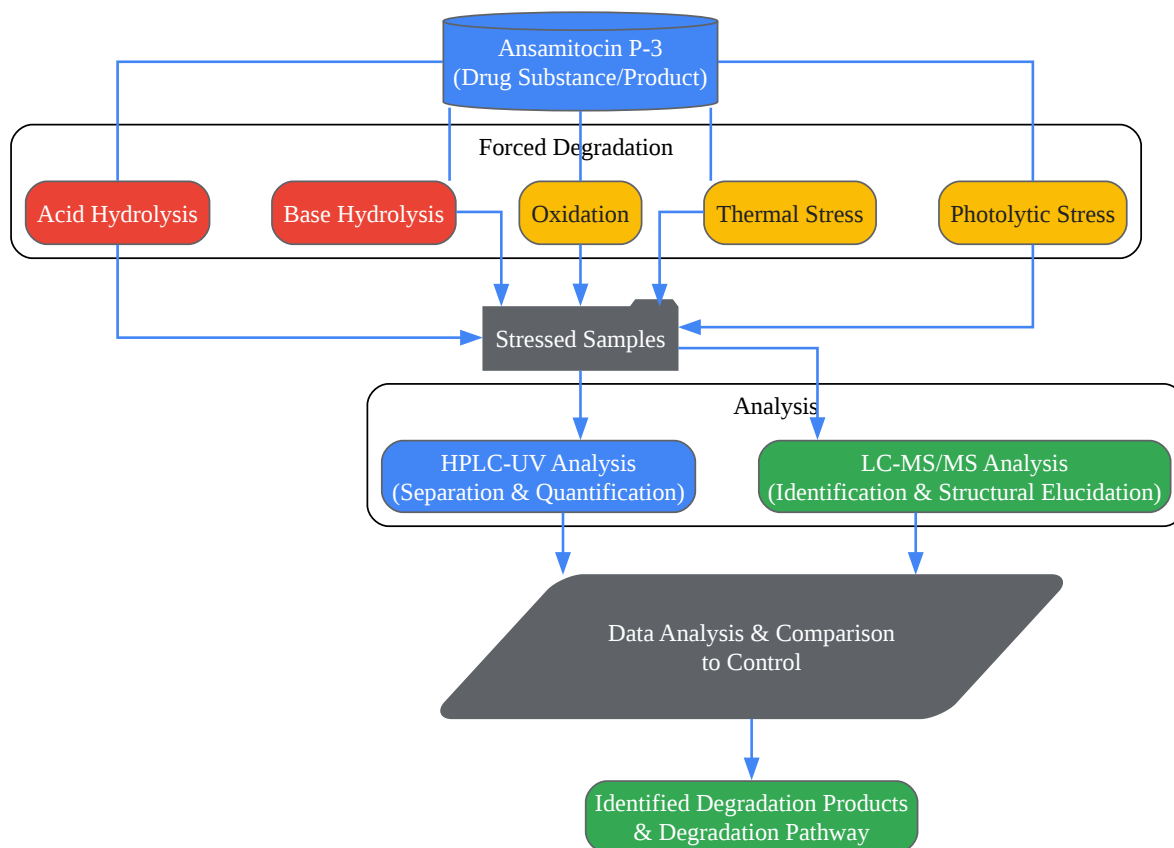 Ansamitocin P-3
(Drug Substance/Product)
Forced Degradation
Acid Hydrolysis
Base Hydrolysis
Oxidation
Thermal Stress
Photolytic Stress
Stressed Samples
Analysis
HPLC-UV Analysis
(Separation & Quantification)
LC-MS/MS Analysis
(Identification & Structural Elucidation)
Data Analysis & Comparison
to Control
Identified Degradation Products
& Degradation Pathway